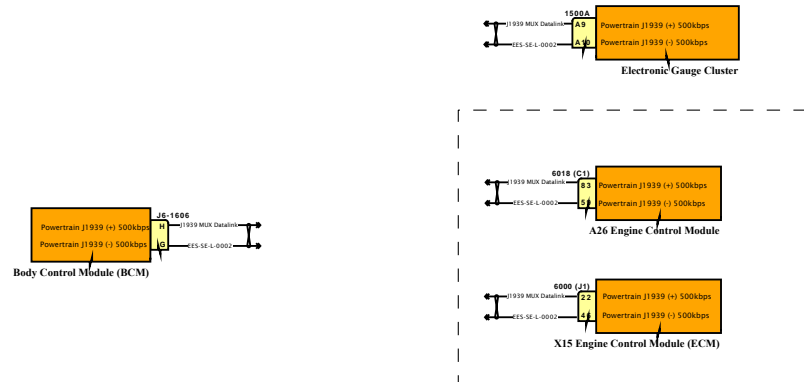 1500A
J1939 MUX Datalink A9 Powertrain J1939 (+) 500kbps
EES-SE-L-0002 A10 Powertrain J1939 (-) 500kbps
Electronic Gauge Cluster
6018 (C1)
J1939 MUX Datalink 83 Powertrain J1939 (+) 500kbps
EES-SE-L-0002 Powertrain J1939 (-) 500kbps
A26 Engine Control Module
J6-1606
Powertrain J1939 (+) 500kbps H J1939 MUX Datalink
Powertrain J1939 (-) 500kbps G EES-SE-L-0002
Body Control Module (BCM)
6000 (J1)
J1939 MUX Datalink 22 Powertrain J1939 (+) 500kbps
EES-SE-L-0002 46 Powertrain J1939 (-) 500kbps
X15 Engine Control Module (ECM)